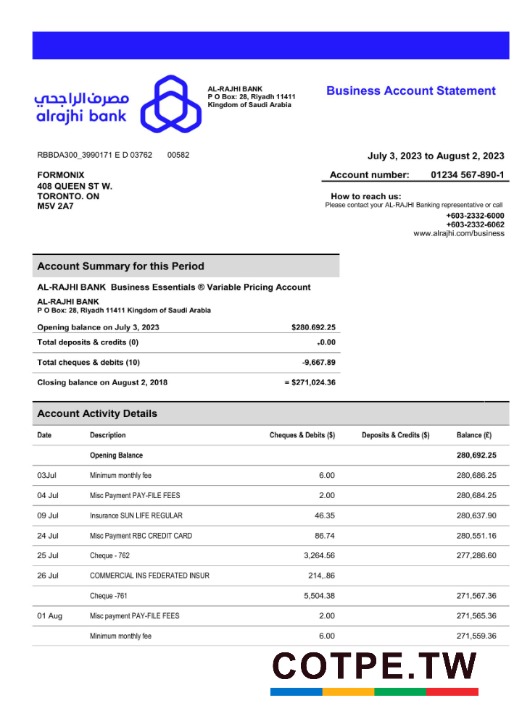 مصرف الراجحي
alrajhi bank
AL-RAJHI BANK
P O Box: 28, Riyadh 11411
Kingdom of Saudi Arabia
Business Account Statement
RBBDA300_3990171 E D 03762 00582
July 3, 2023 to August 2, 2023
FORMONIX
408 QUEEN ST W.
TORONTO. ON
M5V 2A7
Account number: 01234 567-890-1
How to reach us:
Please contact your AL-RAJHI Banking representative or call
+603-2332-6000
+603-2332-6062
www.alrajhi.com/business
Account Summary for this Period
AL-RAJHI BANK Business Essentials ® Variable Pricing Account
AL-RAJHI BANK
P O Box: 28, Riyadh 11411 Kingdom of Saudi Arabia
Opening balance on July 3, 2023 $280.692.25
Total deposits & credits (0) .0.00
Total cheques & debits (10) -9,667.89
Closing balance on August 2, 2018 = $271,024.36
Account Activity Details
Date Description Cheques & Debits ($) Deposits & Credits ($) Balance (£)
Opening Balance 280,692.25
03Jul Minimum monthly fee 6.00 280,686.25
04 Jul Misc Payment PAY-FILE FEES 2.00 280,684.25
09 Jul Insurance SUN LIFE REGULAR 46.35 280,637.90
24 Jul Misc Payment RBC CREDIT CARD 86.74 280,551.16
25 Jul Cheque - 762 3,264.56 277,286.60
26 Jul COMMERCIAL INS FEDERATED INSUR 214,.86
Cheque -761 5,504.38 271,567.36
01 Aug Misc payment PAY-FILE FEES 2.00 271,565.36
Minimum monthly fee 6.00 271,559.36
COTPE.TW